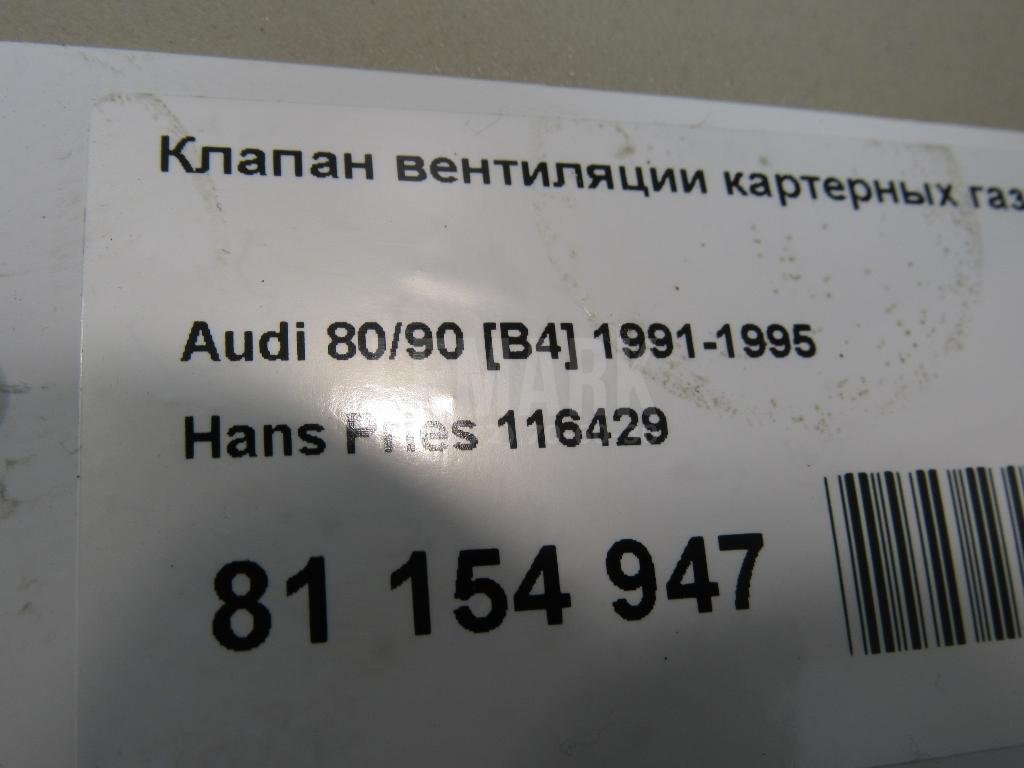 Клапан вентиляции картерных газ
Audi 80/90 [B4] 1991-1995
Hans Pries 116429
81 154 947